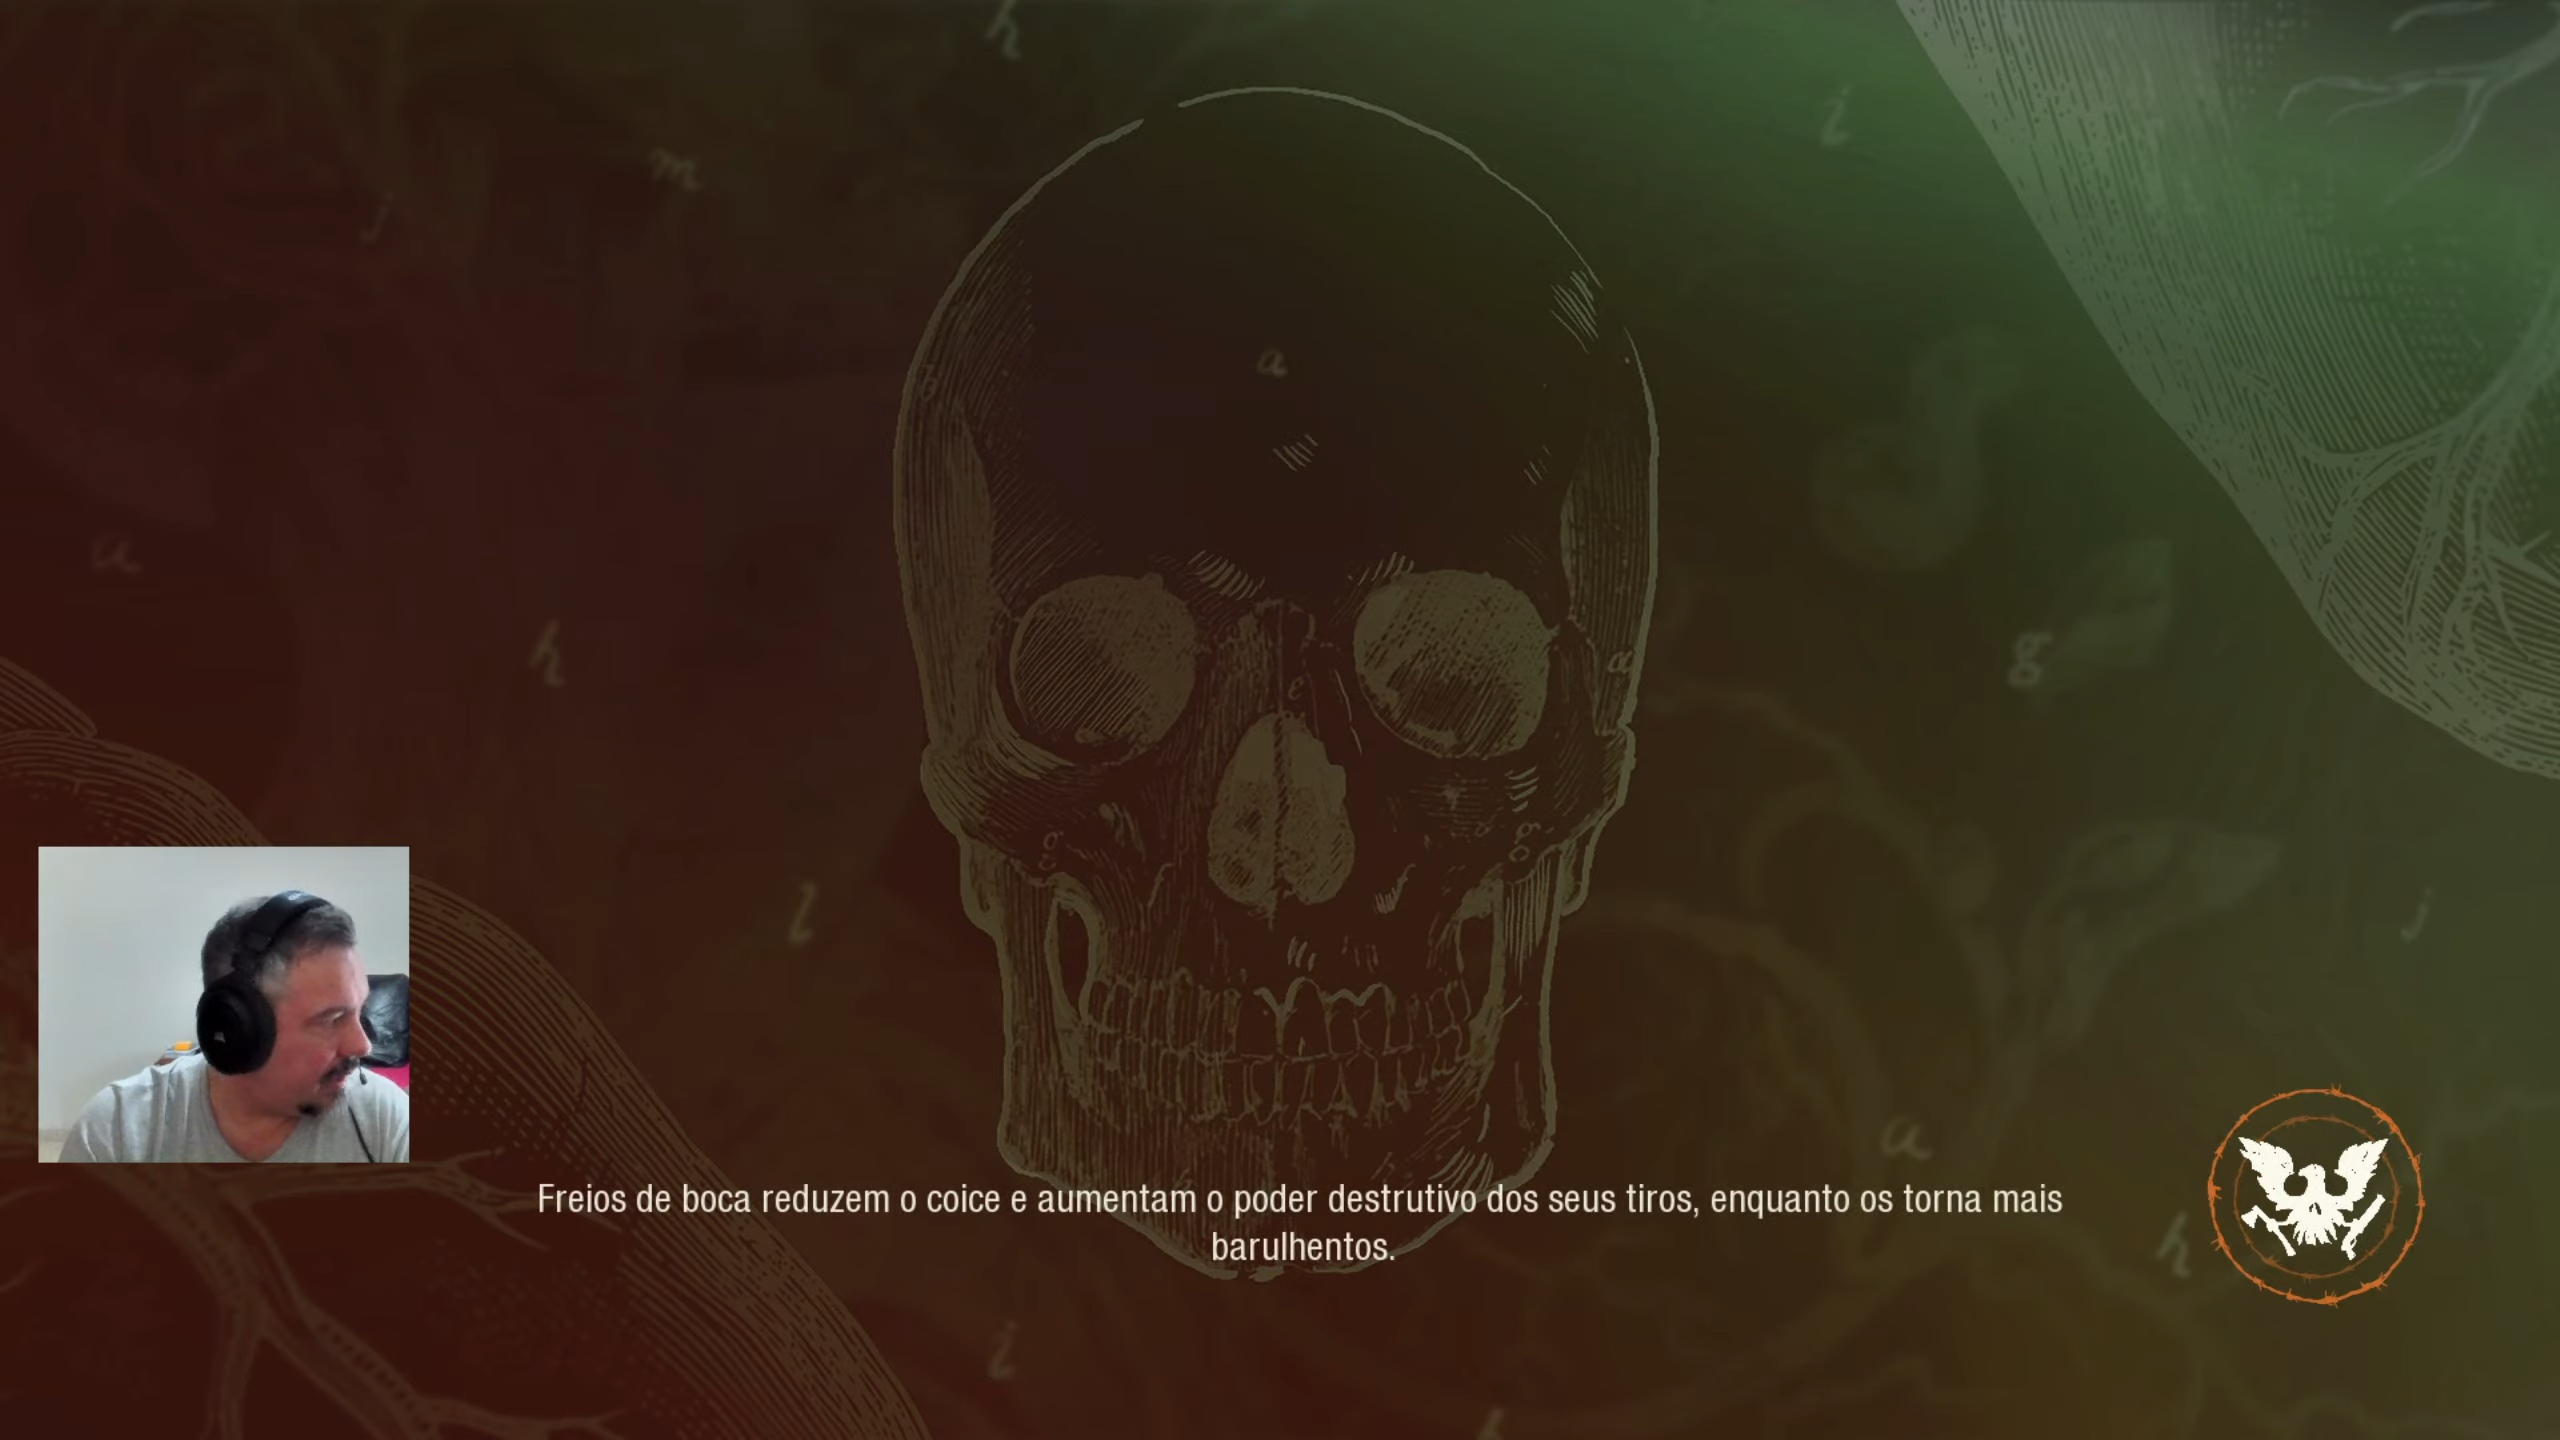 h
i
m
j
a
b
a
h
a
g
e
g
g
l
j
a
Freios de boca reduzem o coice e aumentam o poder destrutivo dos seus tiros, enquanto os torna mais
barulhentos.
h
i